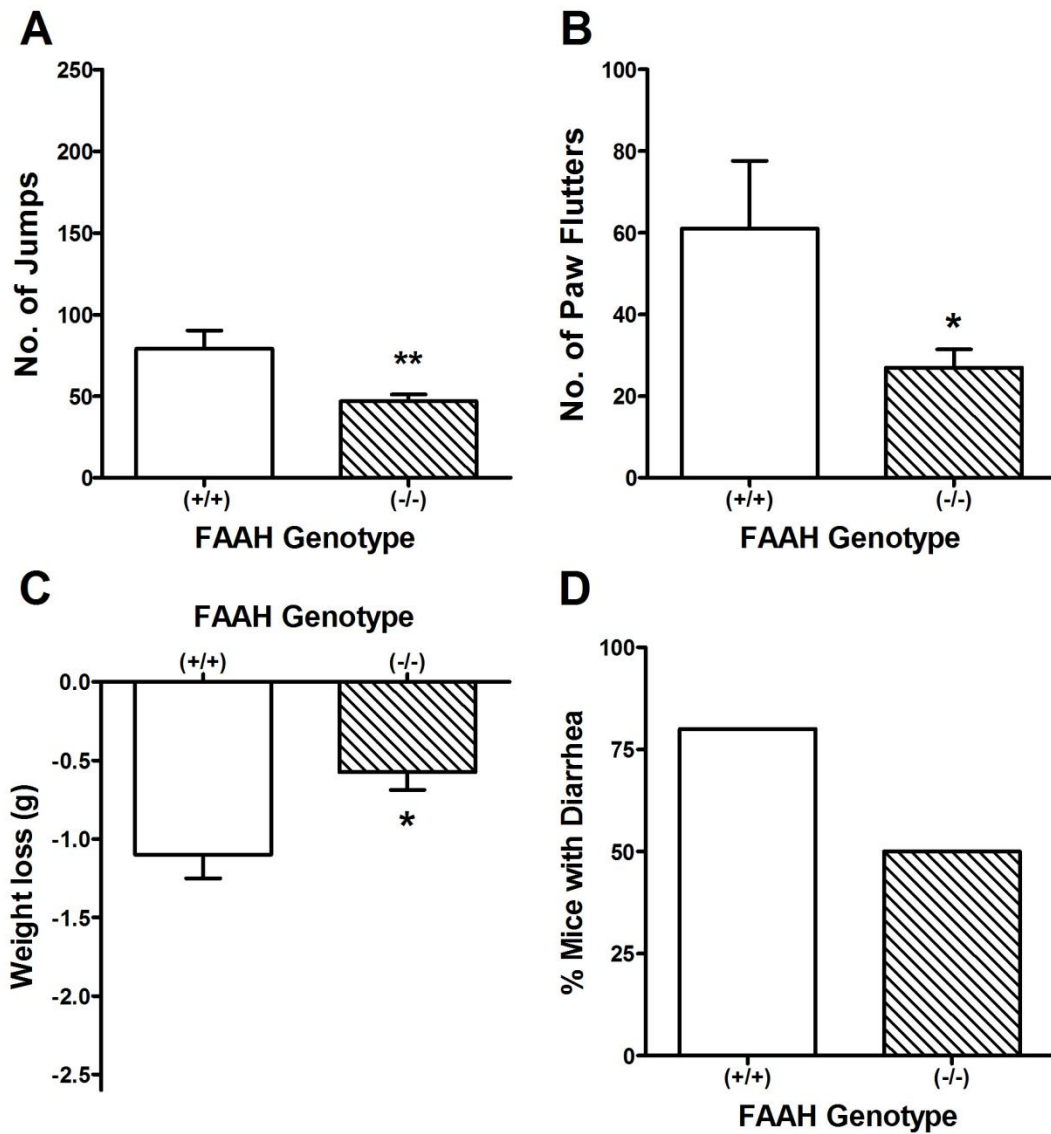 A
No. of Jumps
250
200
150
100
50
0
**
(+/+) (-/-)
FAAH Genotype
B
No. of Paw Flutters
100
80
60
40
20
0
*
(+/+) (-/-)
FAAH Genotype
C
FAAH Genotype
(+/+) (-/-)
Weight loss (g)
0.0
-0.5
-1.0
-1.5
-2.0
-2.5
*
D
% Mice with Diarrhea
100
75
50
25
0
(+/+) (-/-)
FAAH Genotype